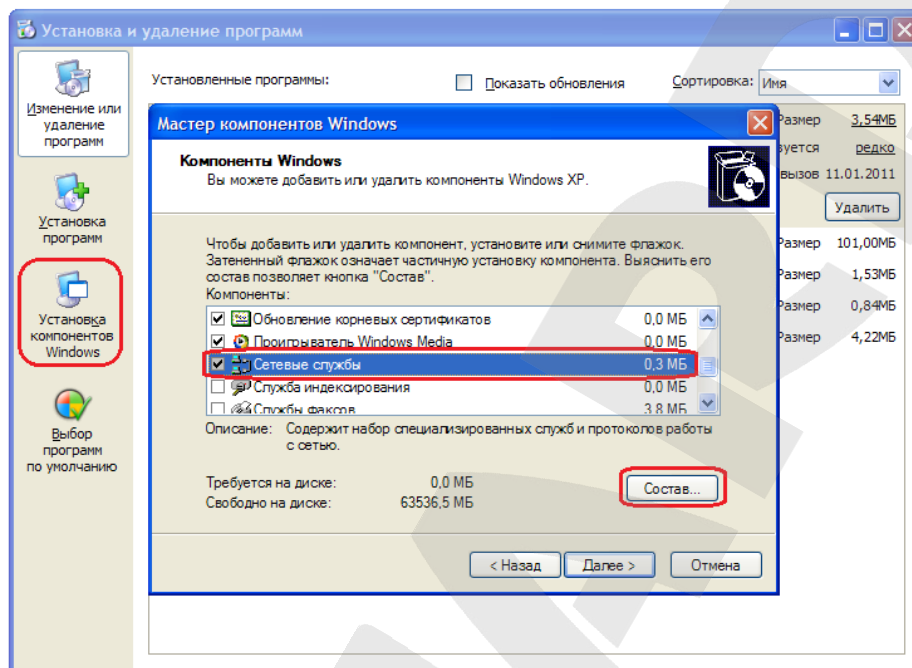 Установка и удаление программ
Изменение или
удаление
программ
Установка
программ
Установка
компонентов
Windows
Выбор
программ
по умолчанию
Установленные программы:
Показать обновления
Сортировка: Имя
Размер 3,54МБ
зуется редко
вызов 11.01.2011
Удалить
Размер 101,00МБ
Размер 1,53МБ
Размер 0,84МБ
Размер 4,22МБ
Мастер компонентов Windows
Компоненты Windows
Вы можете добавить или удалить компоненты Windows XP.
Чтобы добавить или удалить компонент, установите или снимите флажок.
Затененный флажок означает частичную установку компонента. Выяснить его
состав позволяет кнопка "Состав".
Компоненты:
Обновление корневых сертификатов 0,0 МБ
Проигрыватель Windows Media 0,0 МБ
Сетевые службы 0,3 МБ
Служба индексирования 0,0 МБ
Службы факсов 3,8 МБ
Описание: Содержит набор специализированных служб и протоколов работы
с сетью.
Требуется на диске: 0,0 МБ
Свободно на диске: 63536,5 МБ
Состав...
< Назад
Далее >
Отмена